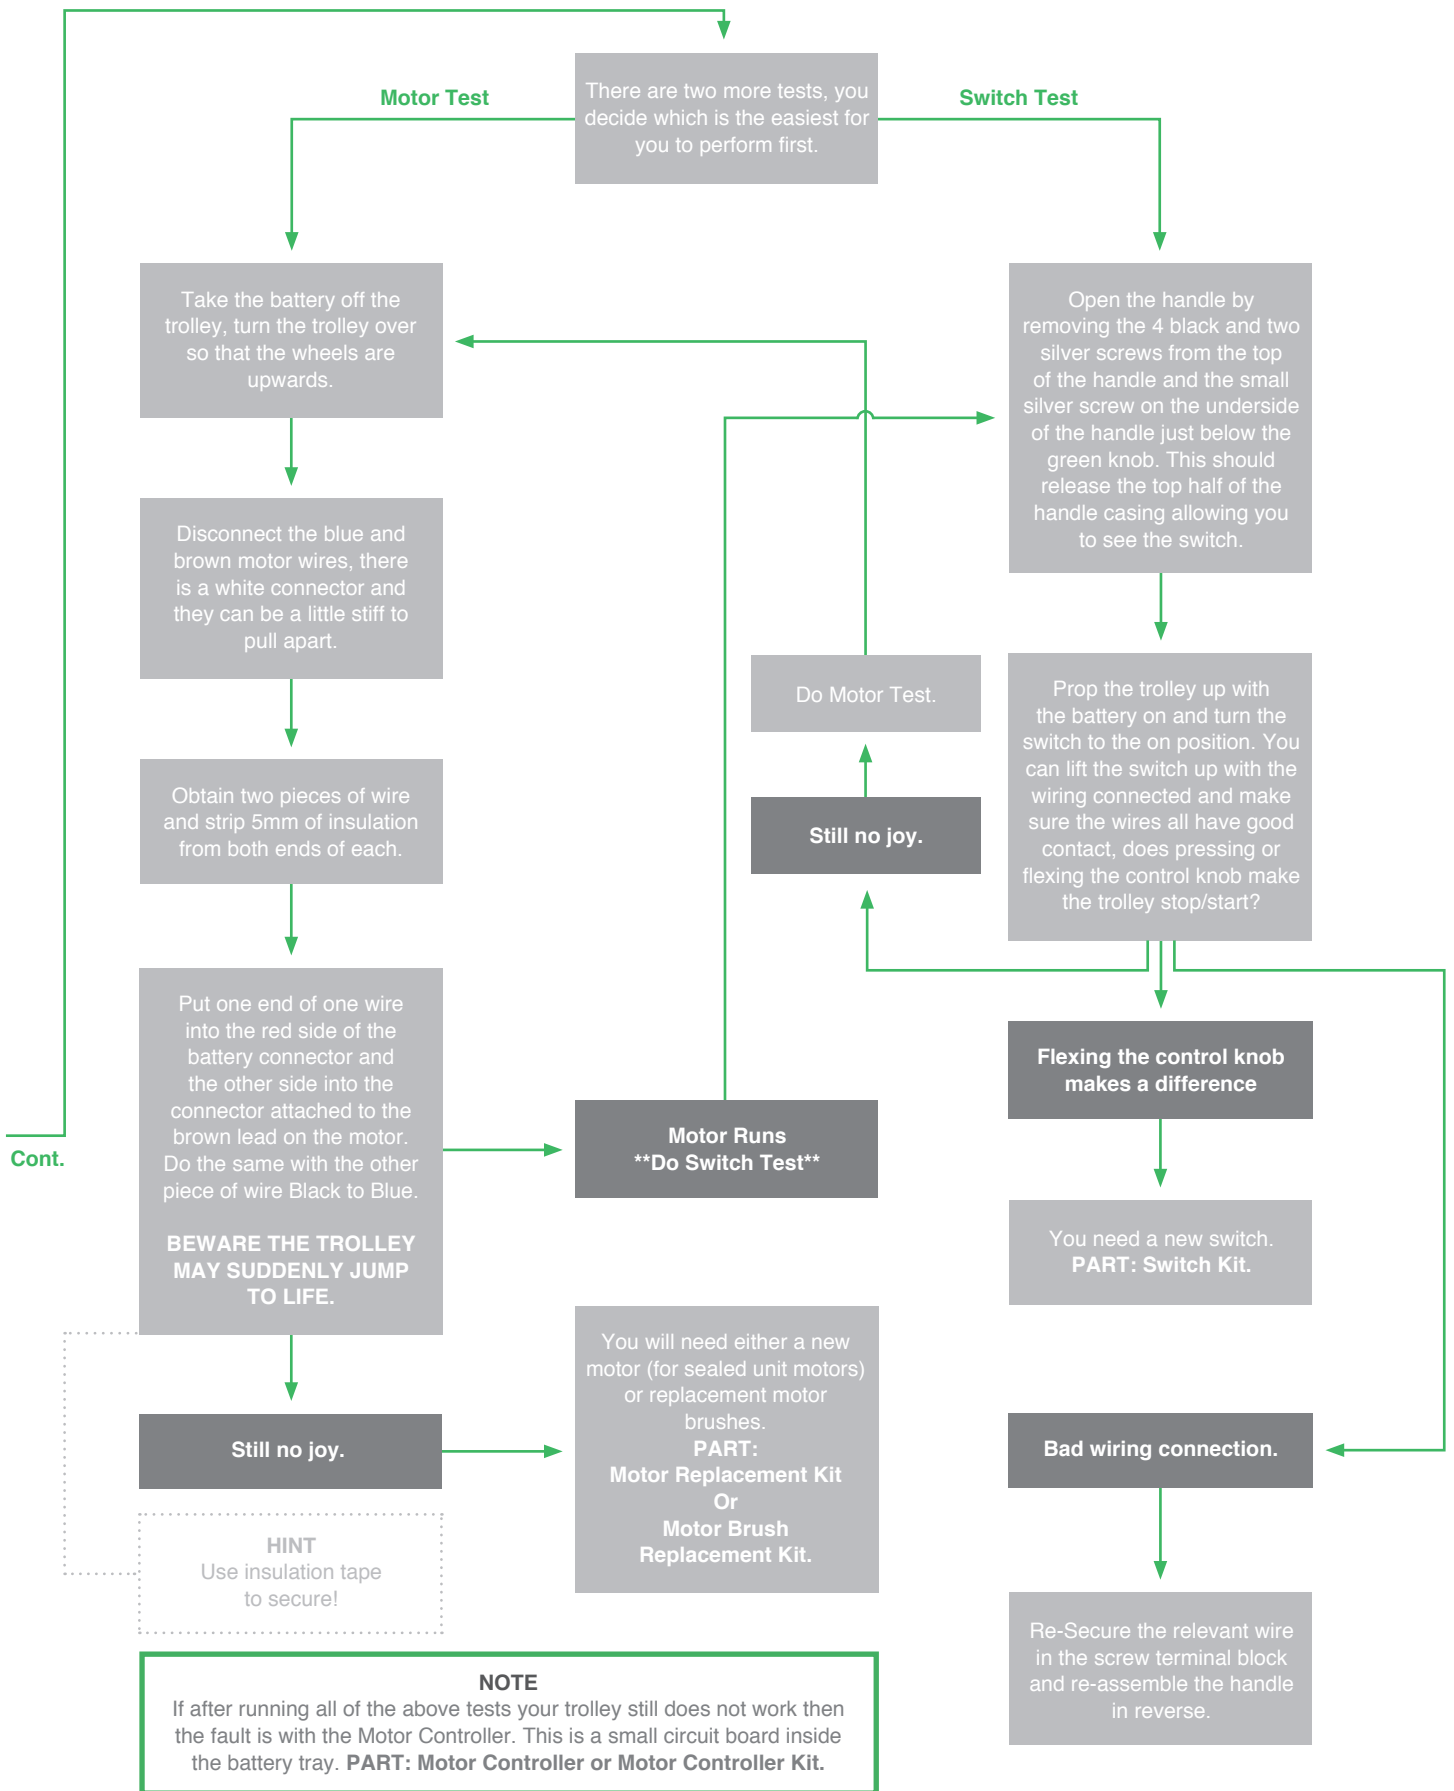 Motor Test
There are two more tests, you
decide which is the easiest for
you to perform first.
Switch Test
Take the battery off the
trolley, turn the trolley over
so that the wheels are
upwards.
Disconnect the blue and
brown motor wires, there
is a white connector and
they can be a little stiff to
pull apart.
Obtain two pieces of wire
and strip 5mm of insulation
from both ends of each.
Put one end of one wire
into the red side of the
battery connector and
the other side into the
connector attached to the
brown lead on the motor.
Do the same with the other
piece of wire Black to Blue.
BEWARE THE TROLLEY
MAY SUDDENLY JUMP
TO LIFE.
Cont.
Still no joy.
HINT
Use insulation tape
to secure!
Motor Runs
**Do Switch Test**
You will need either a new
motor (for sealed unit motors)
or replacement motor
brushes.
PART:
Motor Replacement Kit
Or
Motor Brush
Replacement Kit.
Do Motor Test.
Still no joy.
Open the handle by
removing the 4 black and two
silver screws from the top
of the handle and the small
silver screw on the underside
of the handle just below the
green knob. This should
release the top half of the
handle casing allowing you
to see the switch.
Prop the trolley up with
the battery on and turn the
switch to the on position. You
can lift the switch up with the
wiring connected and make
sure the wires all have good
contact, does pressing or
flexing the control knob make
the trolley stop/start?
Flexing the control knob
makes a difference
You need a new switch.
PART: Switch Kit.
Bad wiring connection.
Re-Secure the relevant wire
in the screw terminal block
and re-assemble the handle
in reverse.
NOTE
If after running all of the above tests your trolley still does not work then
the fault is with the Motor Controller. This is a small circuit board inside
the battery tray. PART: Motor Controller or Motor Controller Kit.